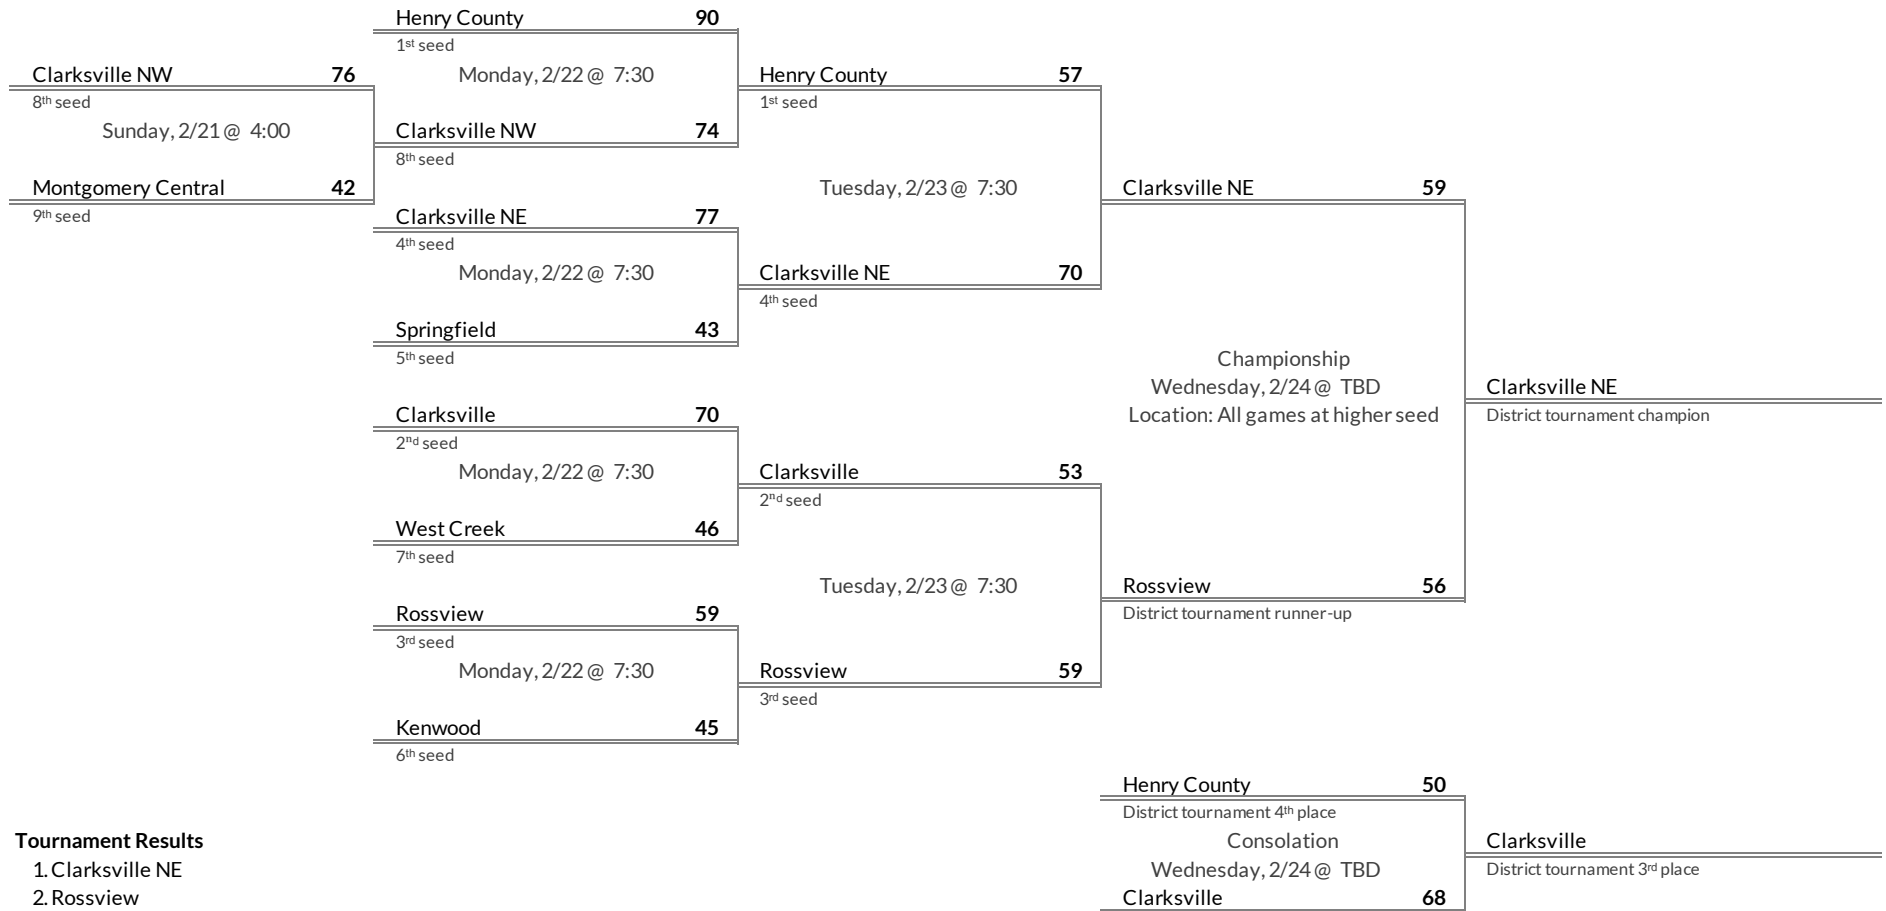 Henry County 90
1st seed
Monday, 2/22 @ 7:30
Clarksville NW 76
8th seed
Sunday, 2/21 @ 4:00
Montgomery Central 42
9th seed
Clarksville NW 74
8th seed
Henry County 57
1st seed
Clarksville NE 77
4th seed
Monday, 2/22 @ 7:30
Springfield 43
5th seed
Tuesday, 2/23 @ 7:30
Clarksville NE 70
4th seed
Clarksville NE 59
Clarksville 70
2nd seed
Monday, 2/22 @ 7:30
West Creek 46
7th seed
Clarksville 53
2nd seed
Rossview 59
3rd seed
Monday, 2/22 @ 7:30
Kenwood 45
6th seed
Tuesday, 2/23 @ 7:30
Rossview 59
3rd seed
Championship
Wednesday, 2/24 @ TBD
Location: All games at higher seed
Rossview 56
District tournament runner-up
Clarksville NE
District tournament champion
Henry County 50
District tournament 4th place
Consolation
Wednesday, 2/24 @ TBD
Clarksville 68
Clarksville
District tournament 3rd place
Tournament Results
1. Clarksville NE
2. Rossview